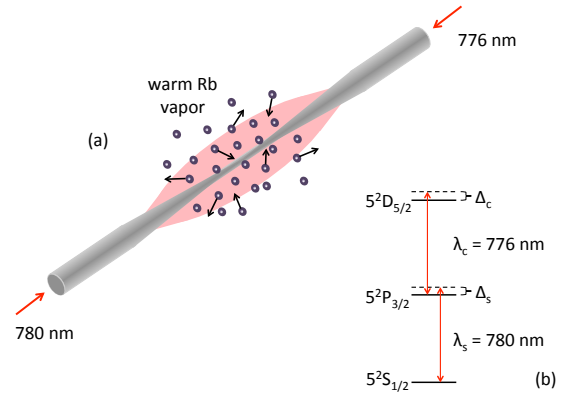 776 nm
warm Rb
vapor
(a)
780 nm
5²D₅/₂
Δc
λc = 776 nm
5²P₃/₂
Δs
λs = 780 nm
5²S₁/₂
(b)